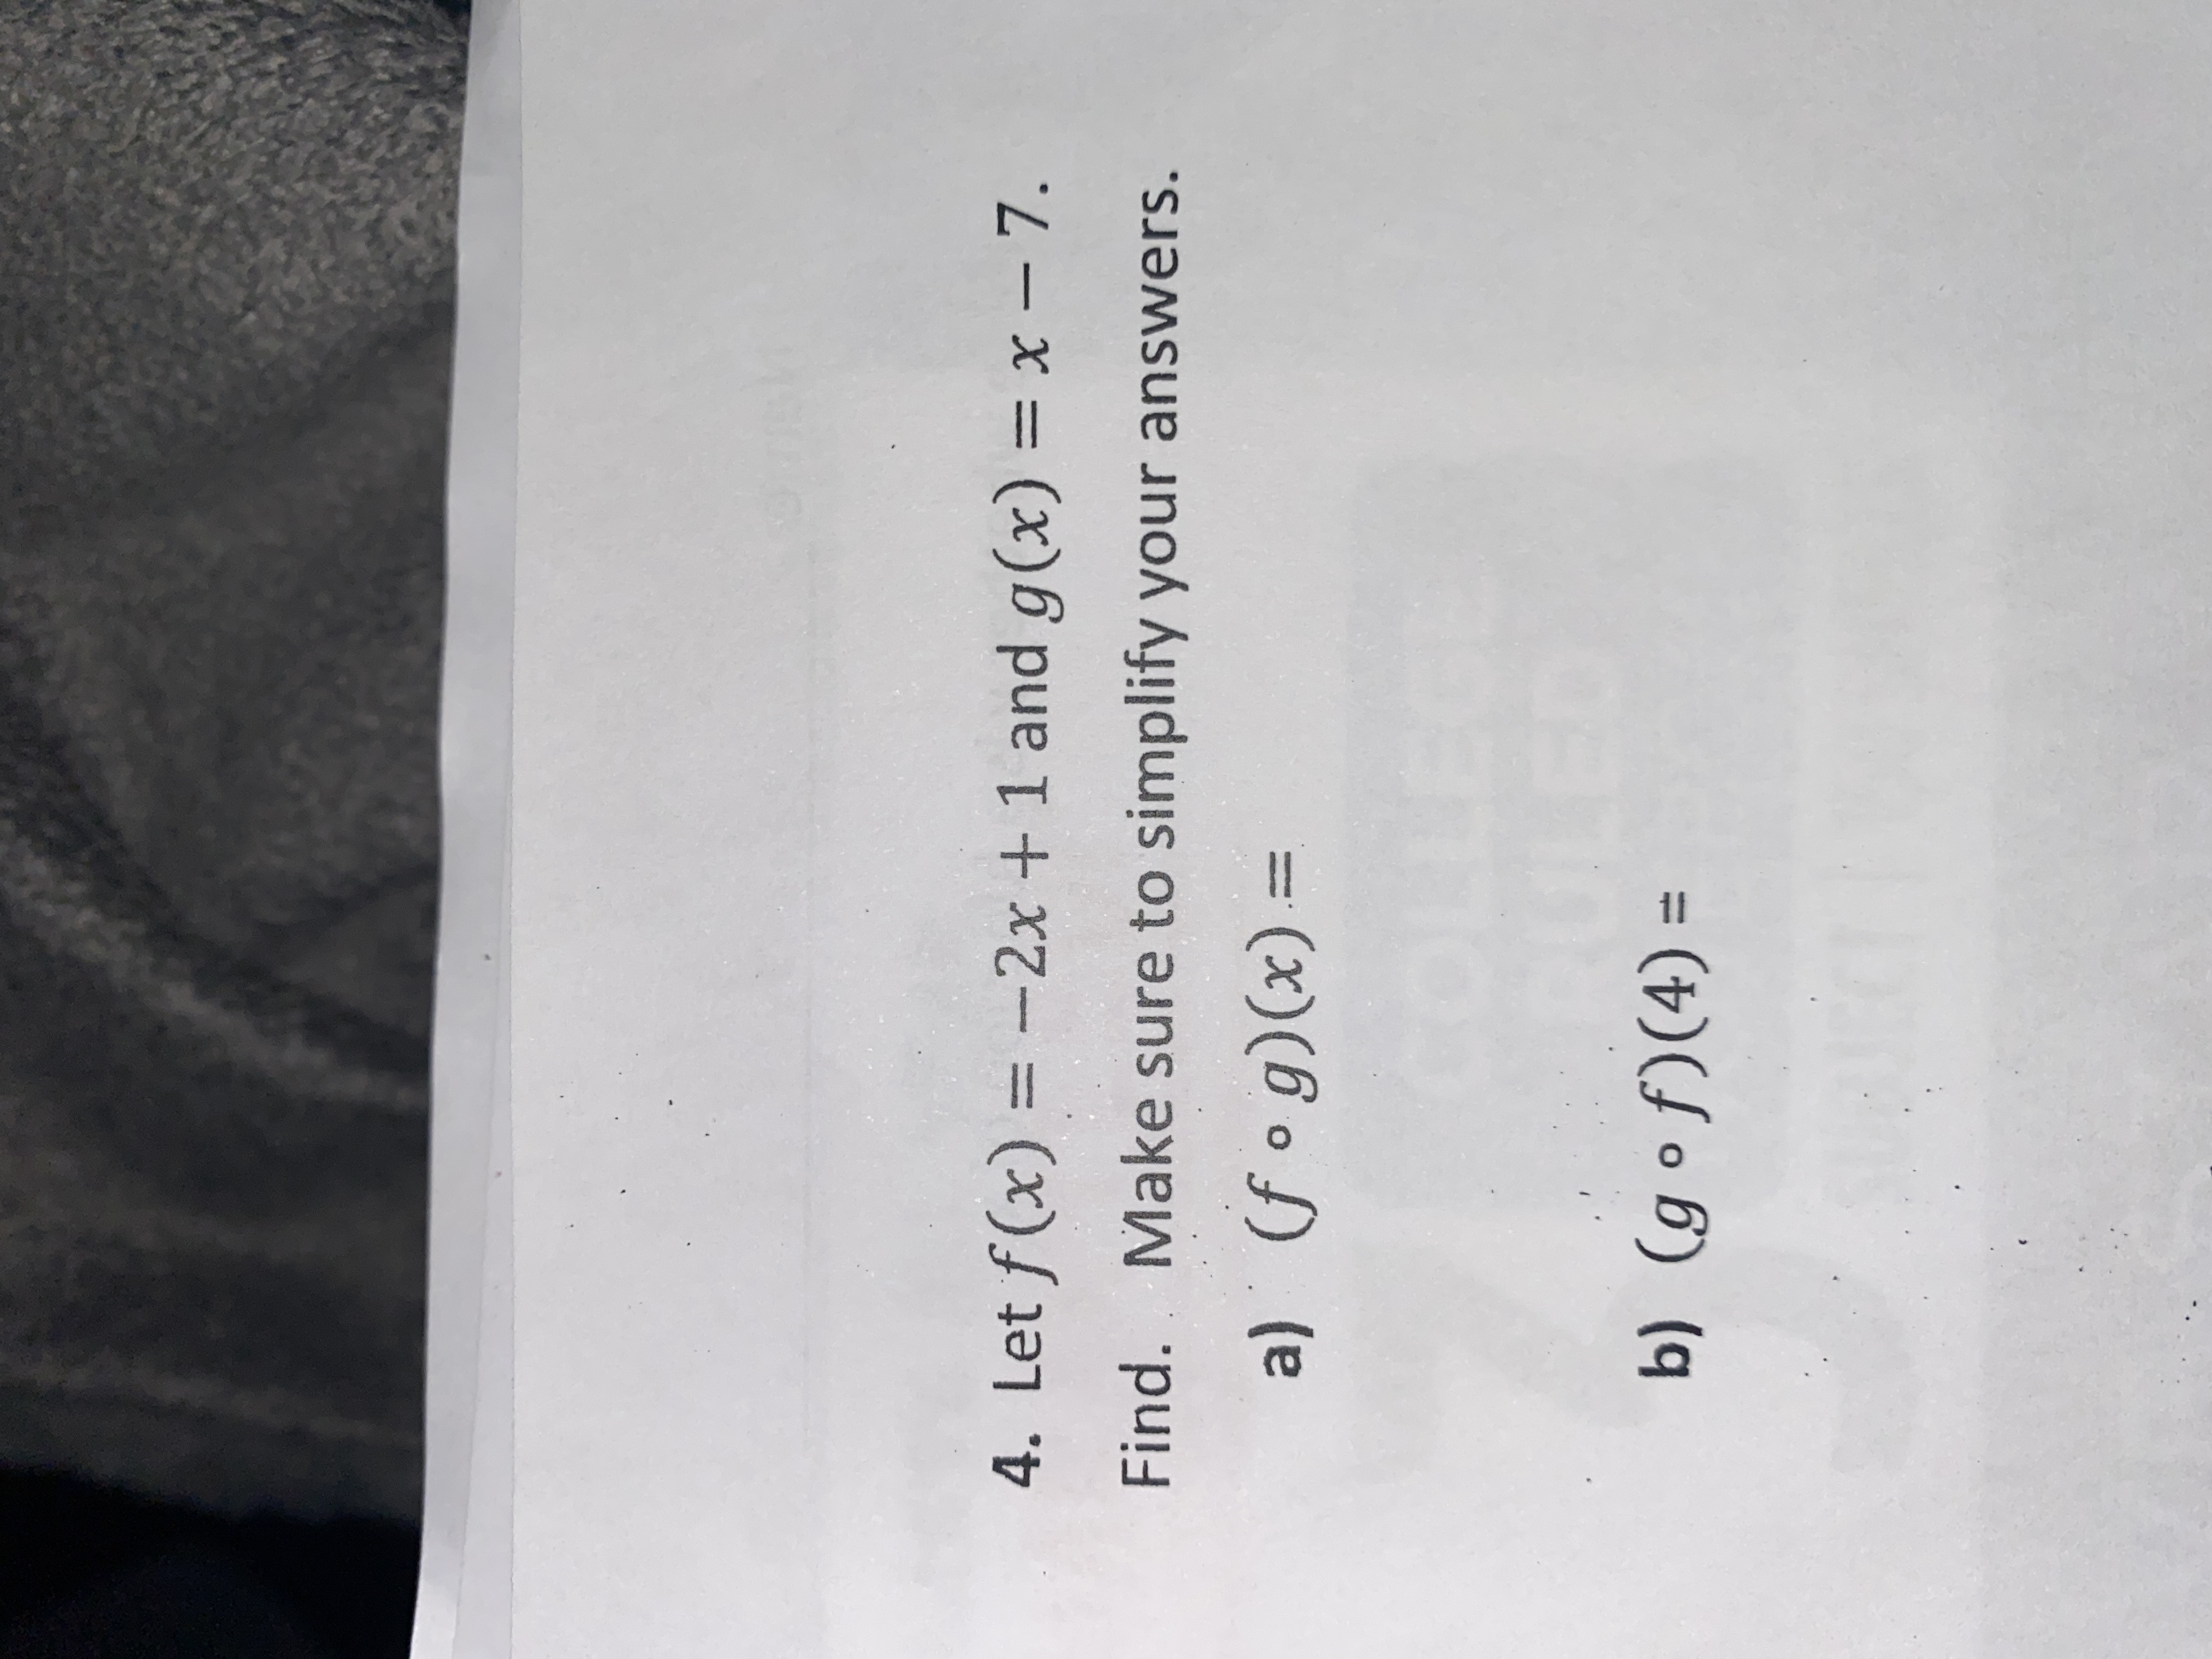 4. Let f(x) = −2x + 1 and g(x) = x − 7.
Find. Make sure to simplify your answers.
a) (f ∘ g)(x) =
b) (g ∘ f)(4) =